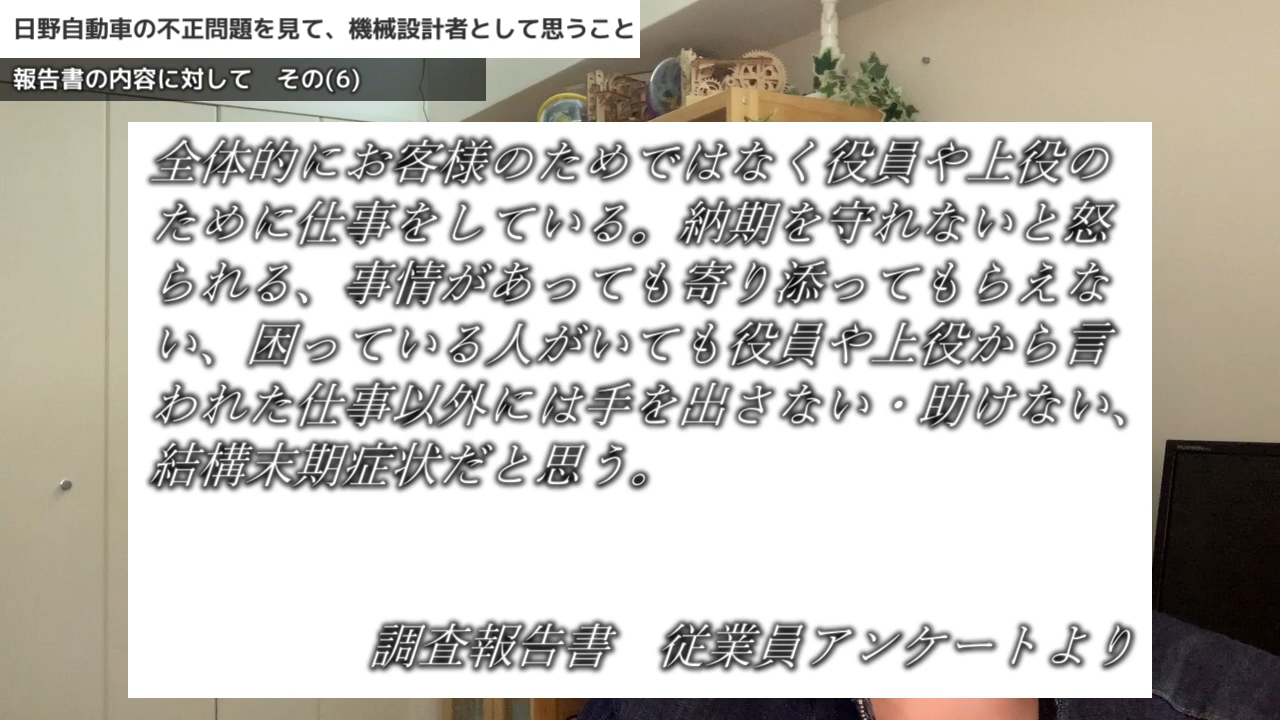 日野自動車の不正問題を見て、機械設計者として思うこと
報告書の内容に対して　その(6)
全体的にお客様のためではなく役員や上役の
ために仕事をしている。納期を守れないと怒
られる、事情があっても寄り添ってもらえな
い、困っている人がいても役員や上役から言
われた仕事以外には手を出さない・助けない、
結構末期症状だと思う。
調査報告書　従業員アンケートより